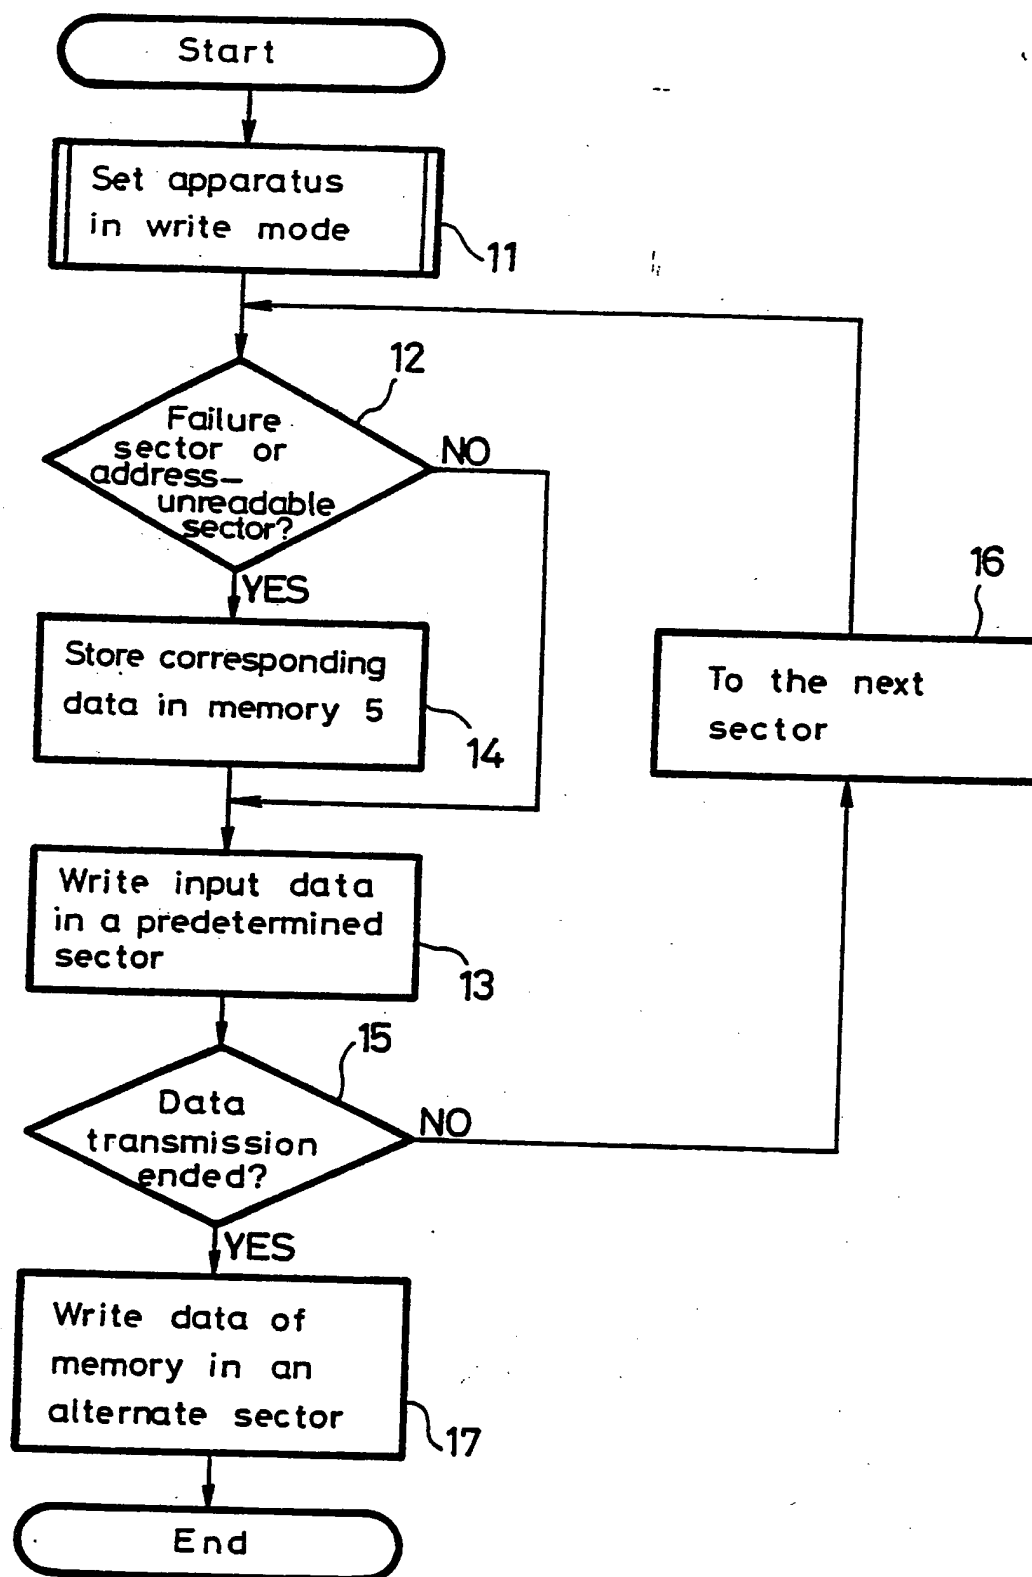 Start
Set apparatus
in write mode
11
12
Failure
sector or
address-
unreadable
sector?
NO
YES
Store corresponding
data in memory 5
14
16
To the next
sector
Write input data
in a predetermined
sector
13
15
Data
transmission
ended?
NO
YES
Write data of
memory in an
alternate sector
17
End